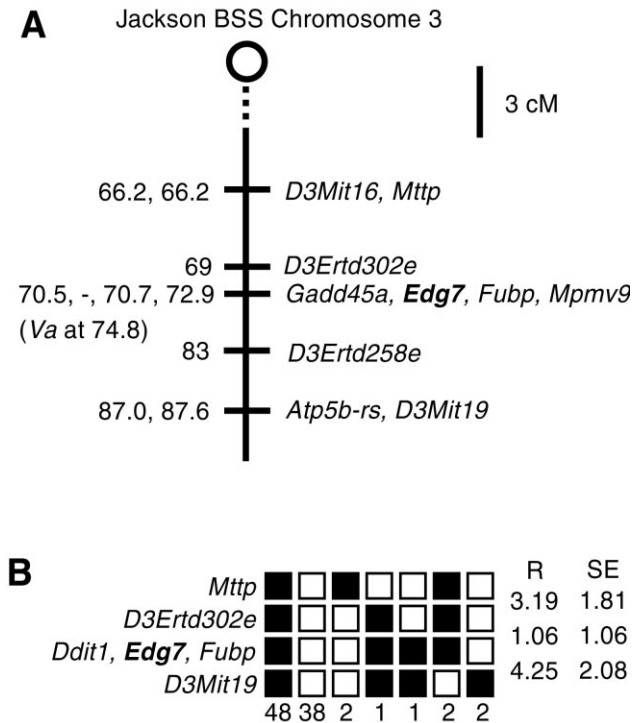 A
Jackson BSS Chromosome 3
3 cM
66.2, 66.2 D3Mit16, Mttp
69 D3Ertd302e
70.5, -, 70.7, 72.9 Gadd45a, Edg7, Fubp, Mpmv9
(Va at 74.8)
83 D3Ertd258e
87.0, 87.6 Atp5b-rs, D3Mit19
B
R SE
Mttp
3.19 1.81
D3Ertd302e
1.06 1.06
Ddit1, Edg7, Fubp
4.25 2.08
D3Mit19
48 38 2 1 1 2 2